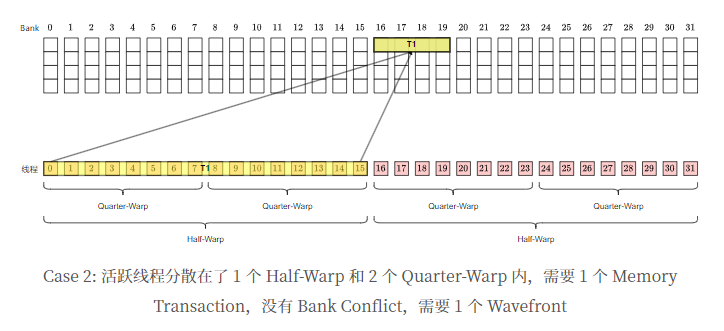 Bank 0 1 2 3 4 5 6 7 8 9 10 11 12 13 14 15 16 17 18 19 20 21 22 23 24 25 26 27 28 29 30 31
T1
线程 0 1 2 3 4 5 6 7 T1 8 9 10 11 12 13 14 15 16 17 18 19 20 21 22 23 24 25 26 27 28 29 30 31
Quarter-Warp Quarter-Warp Quarter-Warp Quarter-Warp
Half-Warp Half-Warp
Case 2: 活跃线程分散在了 1 个 Half-Warp 和 2 个 Quarter-Warp 内，需要 1 个 Memory
Transaction，没有 Bank Conflict，需要 1 个 Wavefront